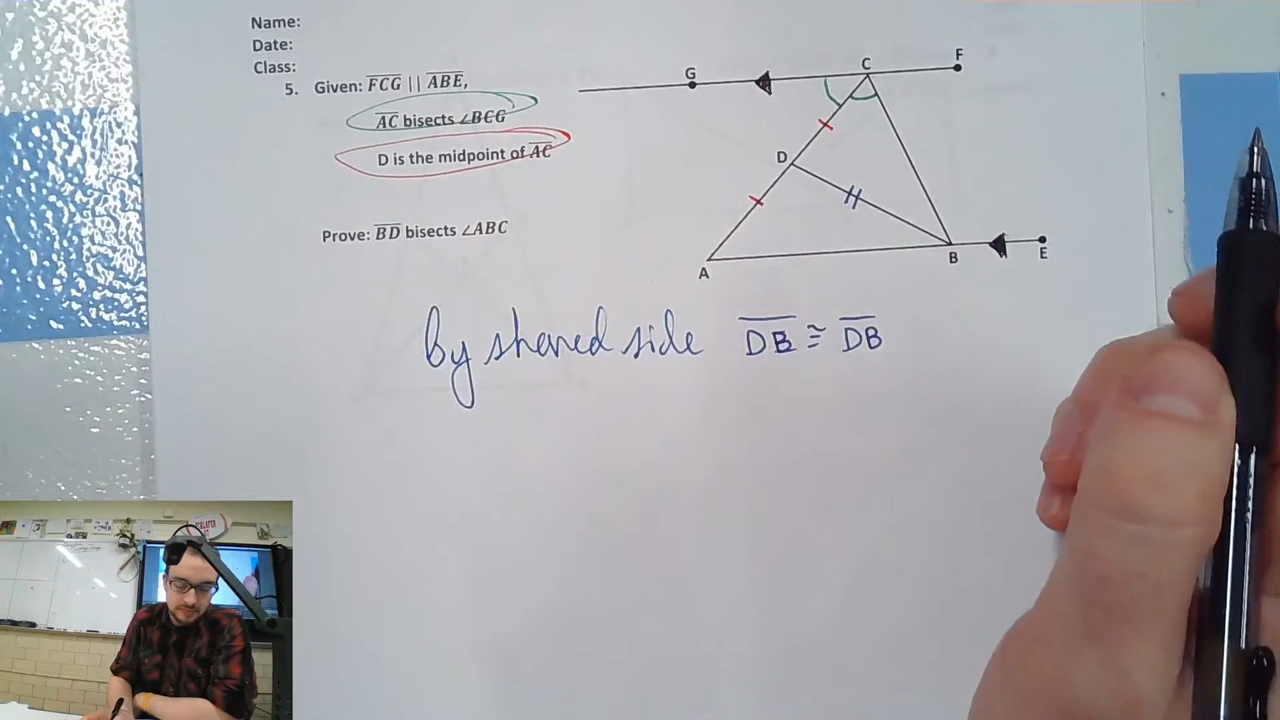 Name:
Date:
Class:
5. Given: FCG || ABE,
AC bisects ∠BCG
D is the midpoint of AC
Prove: BD bisects ∠ABC
G
C
F
D
A
B
E
by shared side DB ≅ DB